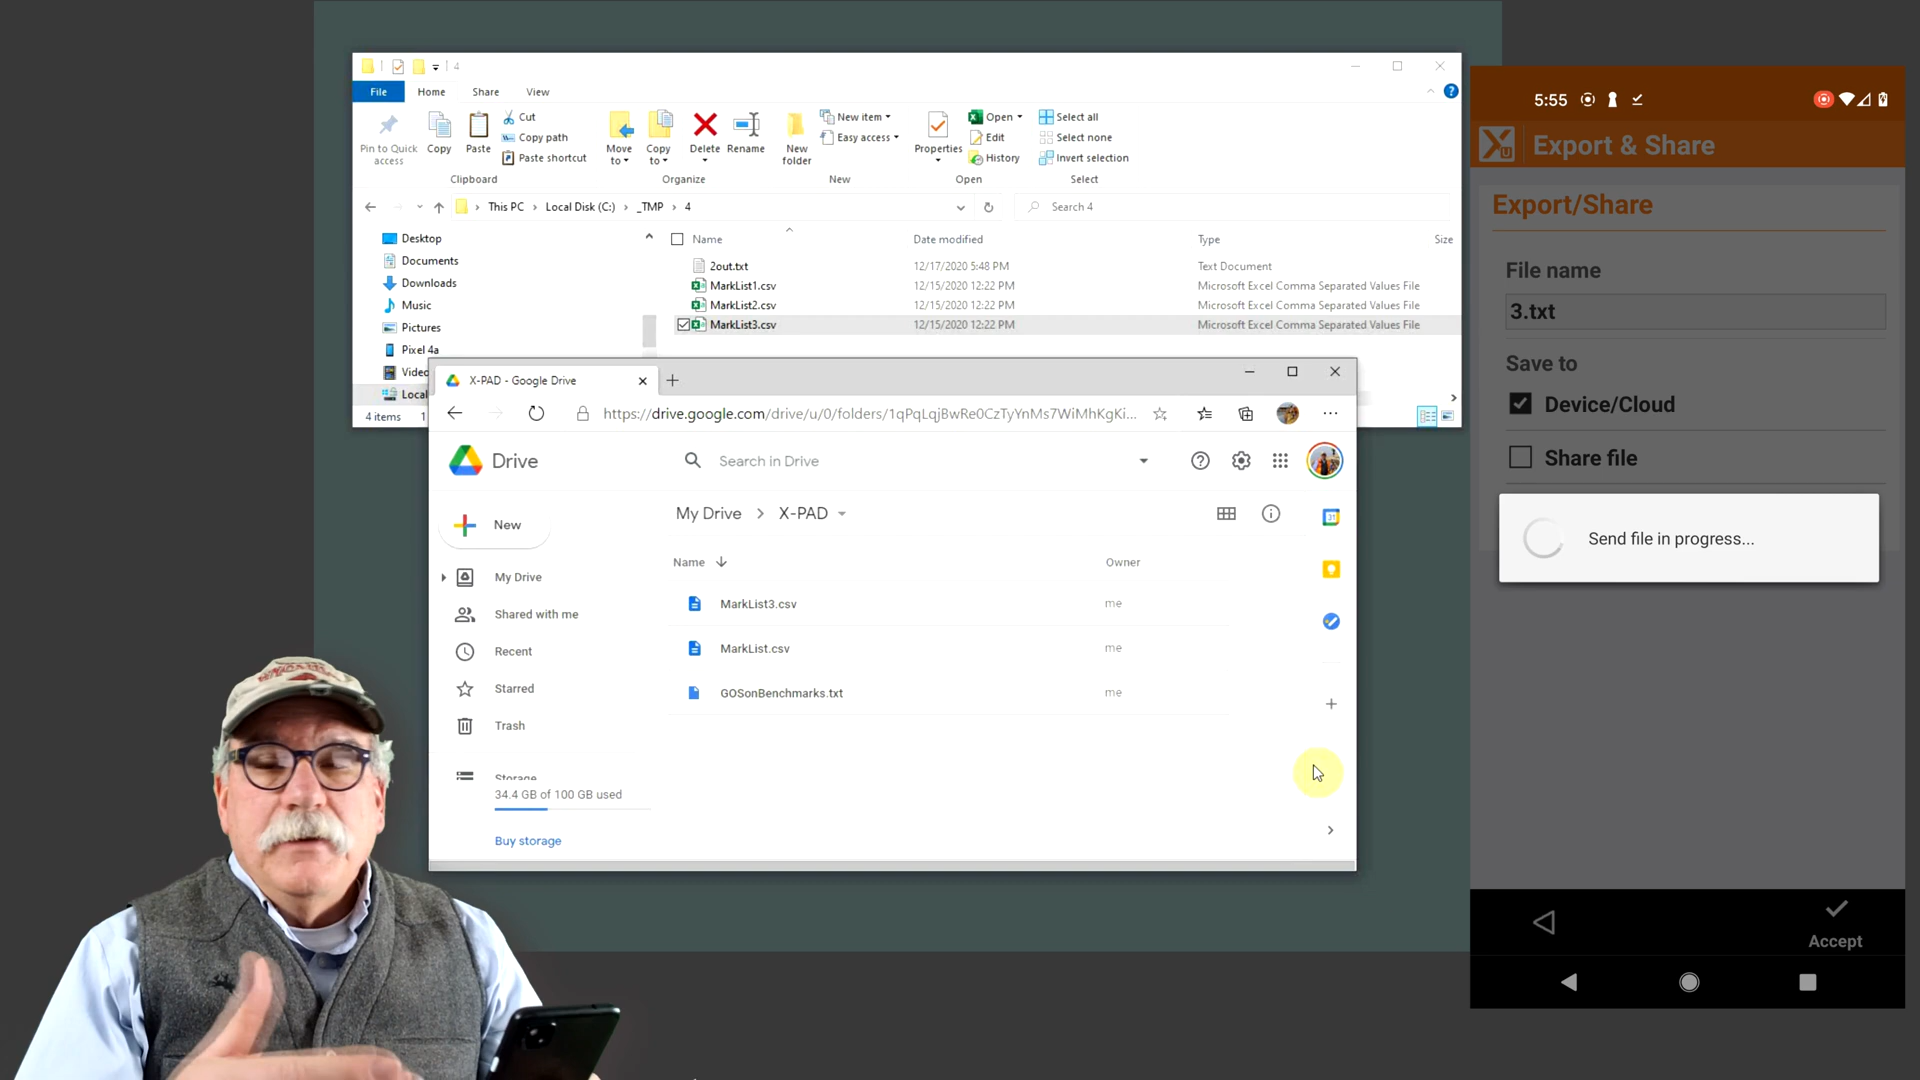 4
File
Home
Share
View
Pin to Quick
access
Copy
Paste
Cut
Copy path
Paste shortcut
Clipboard
Move
to
Copy
to
Delete
Rename
Organize
New
folder
New item
Easy access
New
Properties
Open
Edit
History
Open
Select all
Select none
Invert selection
Select
This PC > Local Disk (C:) > _TMP > 4
Search 4
Desktop
Documents
Downloads
Music
Pictures
Pixel 4a
Video
Local
4 items
Name Date modified Type Size
2out.txt 12/17/2020 5:48 PM Text Document
MarkList1.csv 12/15/2020 12:22 PM Microsoft Excel Comma Separated Values File
MarkList2.csv 12/15/2020 12:22 PM Microsoft Excel Comma Separated Values File
MarkList3.csv 12/15/2020 12:22 PM Microsoft Excel Comma Separated Values File
X-PAD - Google Drive
https://drive.google.com/drive/u/0/folders/1qPqLqjBwRe0CzTyYnMs7WiMhKgKi...
Drive
Search in Drive
New
My Drive
Shared with me
Recent
Starred
Trash
Storage
34.4 GB of 100 GB used
Buy storage
My Drive > X-PAD
Name Owner
MarkList3.csv me
MarkList.csv me
GOSonBenchmarks.txt me
31
5:55
Export & Share
Export/Share
File name
3.txt
Save to
Device/Cloud
Share file
Send file in progress...
Accept